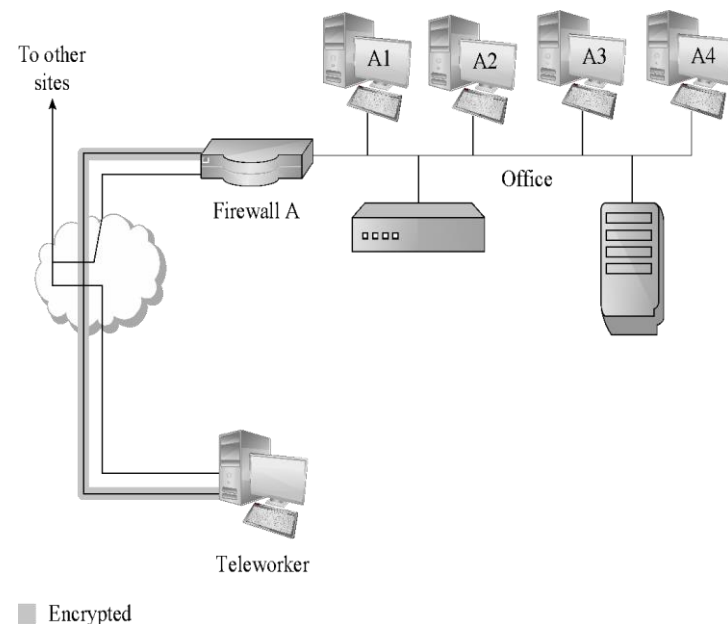 To other
sites
A1
A2
A3
A4
Office
Firewall A
Teleworker
Encrypted